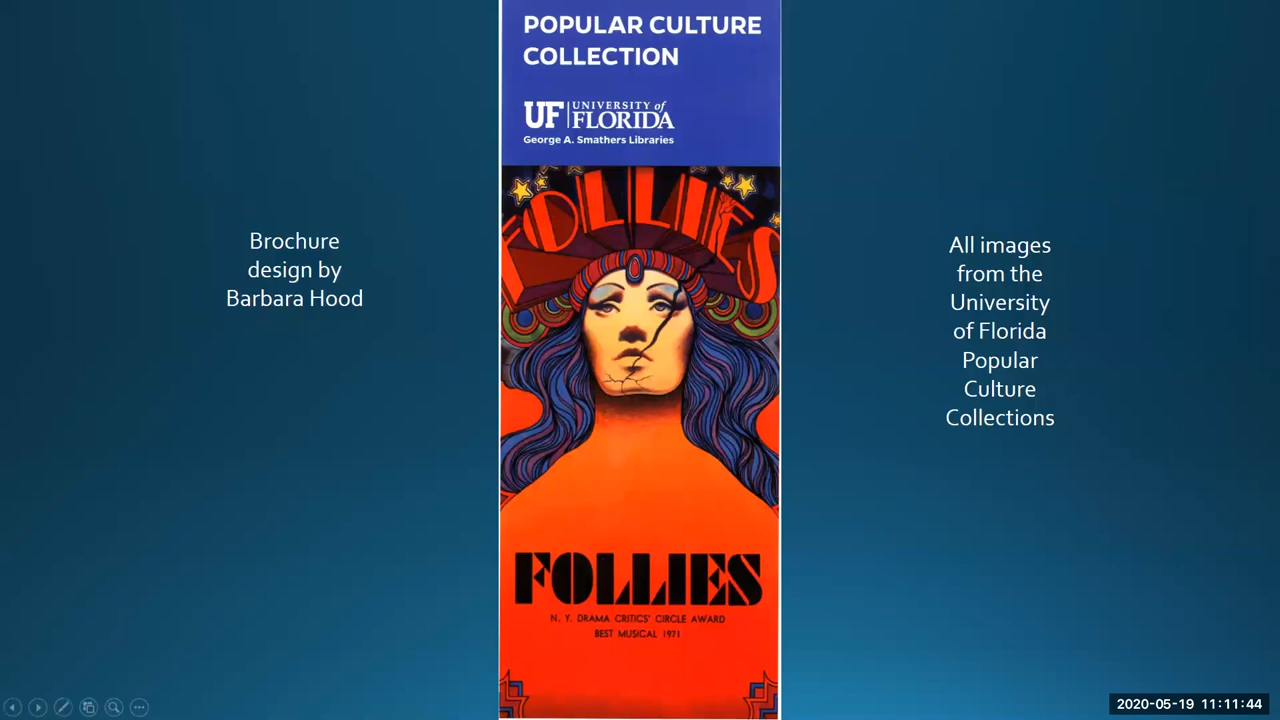 POPULAR CULTURE
COLLECTION
UF UNIVERSITY of
FLORIDA
George A. Smathers Libraries
FOLLIES
Brochure
design by
Barbara Hood
All images
from the
University
of Florida
Popular
Culture
Collections
FOLLIES
N. Y. DRAMA CRITICS' CIRCLE AWARD
BEST MUSICAL 1971
2020-05-19 11:11:44